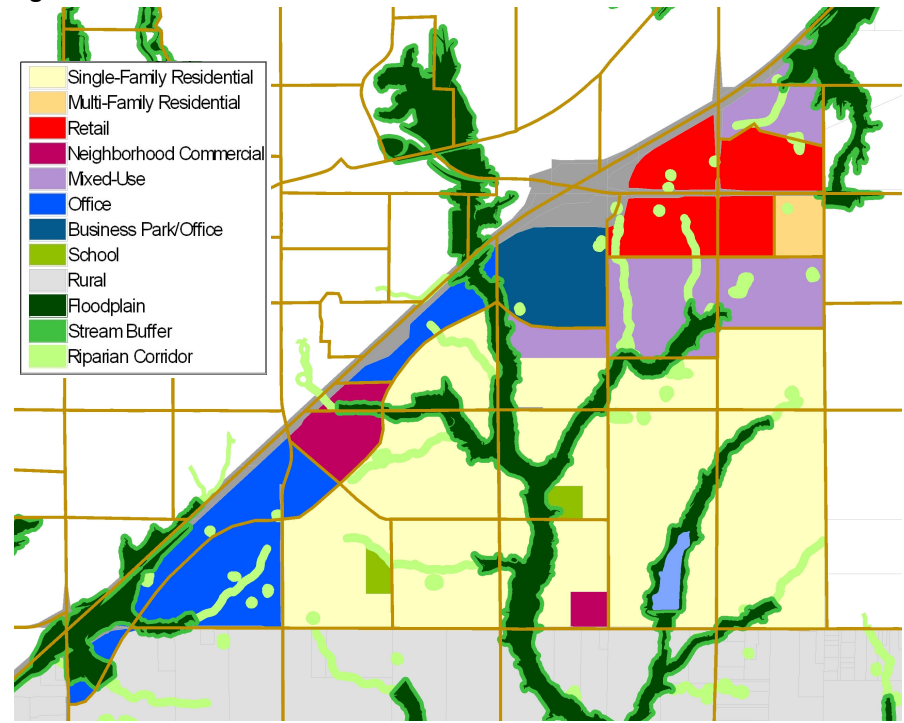 Single-Family Residential
Multi-Family Residential
Retail
Neighborhood Commercial
Mixed-Use
Office
Business Park/Office
School
Rural
Floodplain
Stream Buffer
Riparian Corridor